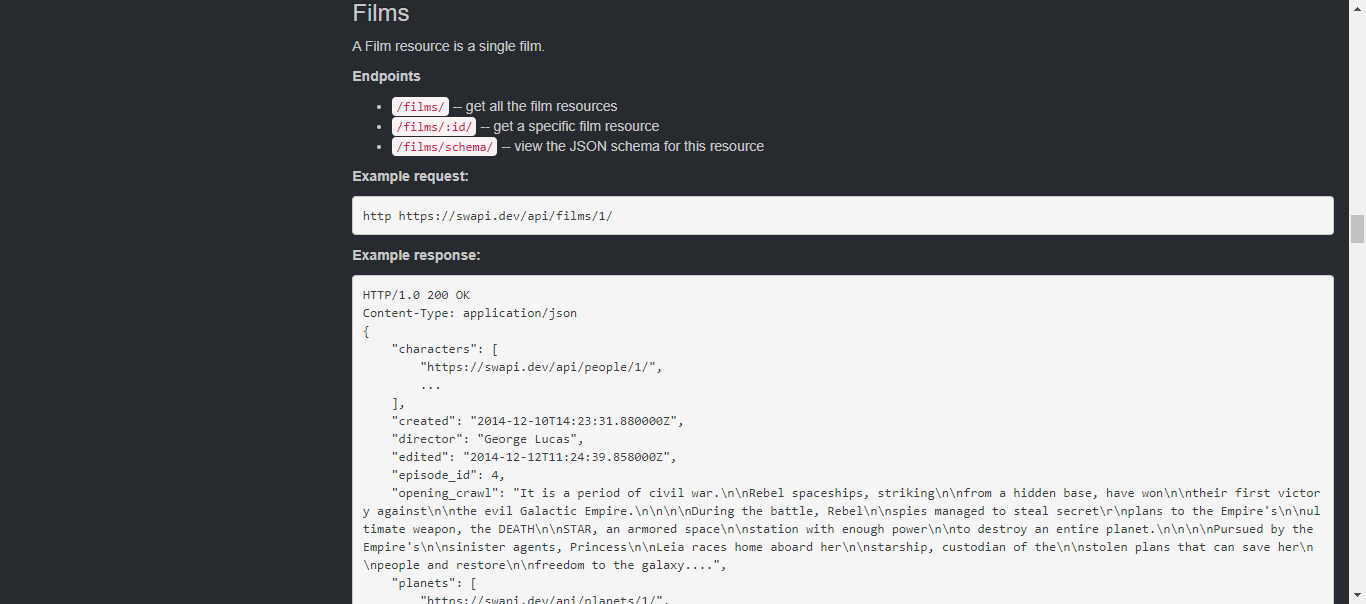 Films
A Film resource is a single film.
Endpoints
• /films/ -- get all the film resources
• /films/:id/ -- get a specific film resource
• /films/schema/ -- view the JSON schema for this resource
Example request:
http https://swapi.dev/api/films/1/
Example response:
HTTP/1.0 200 OK
Content-Type: application/json
{
    "characters": [
        "https://swapi.dev/api/people/1/",
        ...
    ],
    "created": "2014-12-10T14:23:31.880000Z",
    "director": "George Lucas",
    "edited": "2014-12-12T11:24:39.858000Z",
    "episode_id": 4,
    "opening_crawl": "It is a period of civil war.\n\nRebel spaceships, striking\n\nfrom a hidden base, have won\n\ntheir first victor
y against\n\nthe evil Galactic Empire.\n\n\n\nDuring the battle, Rebel\n\nspies managed to steal secret\r\nplans to the Empire's\n\nul
timate weapon, the DEATH\n\nSTAR, an armored space\n\nstation with enough power\n\nto destroy an entire planet.\n\n\n\nPursued by the
Empire's\n\nsinister agents, Princess\n\nLeia races home aboard her\n\nstarship, custodian of the\n\nstolen plans that can save her\n
\npeople and restore\n\nfreedom to the galaxy....",
    "planets": [
        "https://swapi.dev/api/planets/1/",